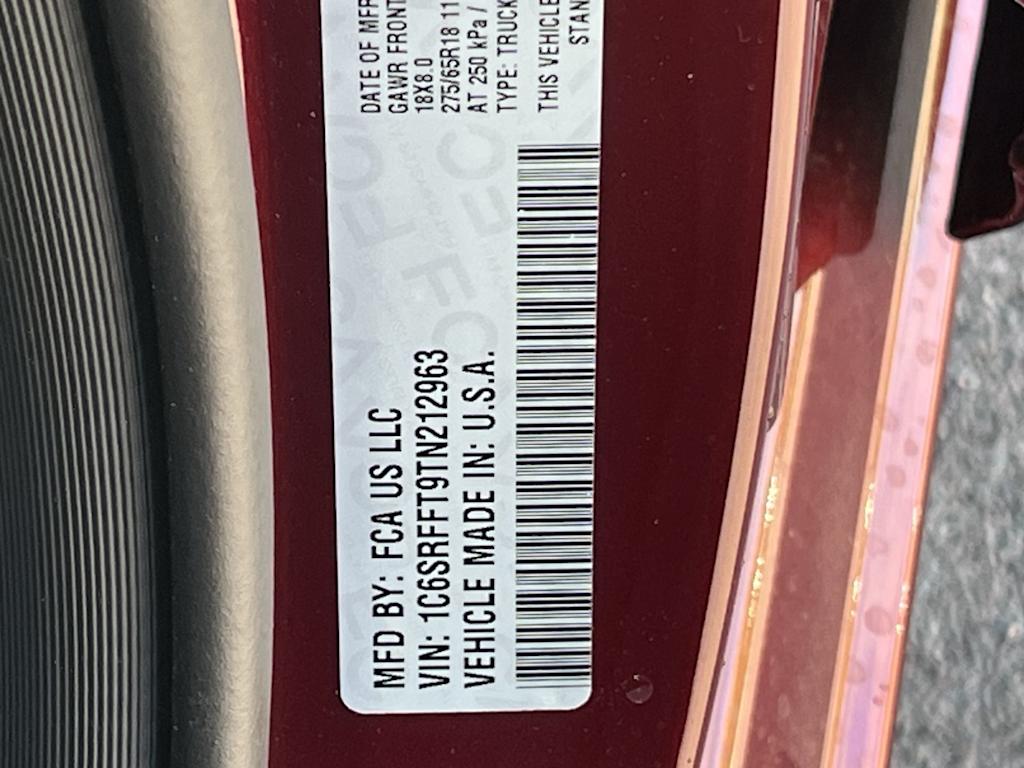 MFD BY: FCA US LLC
VIN: 1C6SRFFT9TN212963
VEHICLE MADE IN: U.S.A.
DATE OF MFR
GAWR FRONT
18X8.0
275/65R18 11
AT 250 kPa /
TYPE: TRUCK
THIS VEHICLE
STAN